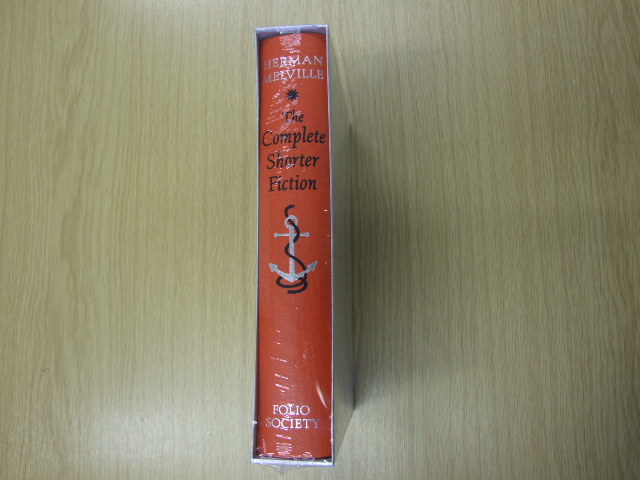 HERMAN
MELVILLE
The
Complete
Shorter
Fiction
FOLIO
SOCIETY